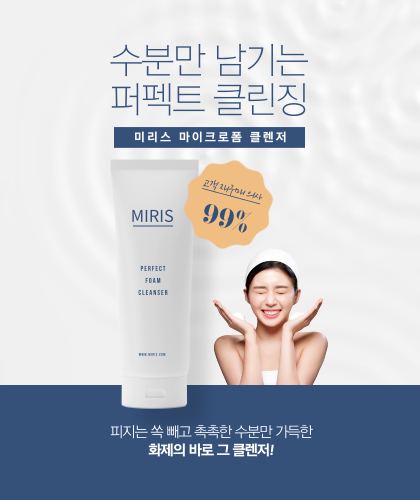 수분만 남기는
퍼펙트 클린징
미리스 마이크로폼 클렌저
고객 재구매 의사
99%
MIRIS
PERFECT
FOAM
CLEANSER
WWW.MIRIS.COM
피지는 쏙 빼고 촉촉한 수분만 가득한
화제의 바로 그 클렌저!